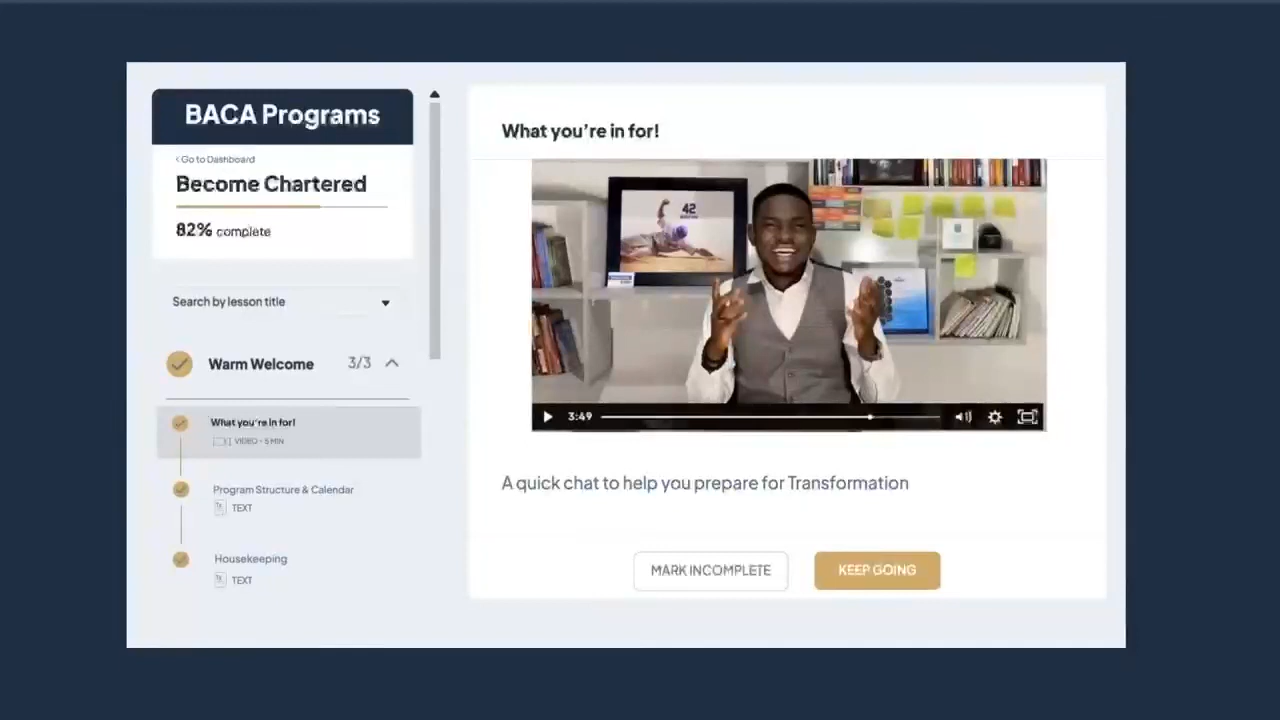 BACA Programs
< Go to Dashboard
Become Chartered
82% complete
Search by lesson title
Warm Welcome 3/3
What you're in for!
VIDEO - 5 MIN
Program Structure & Calendar
TEXT
Housekeeping
TEXT
What you're in for!
42
3:49
A quick chat to help you prepare for Transformation
MARK INCOMPLETE
KEEP GOING